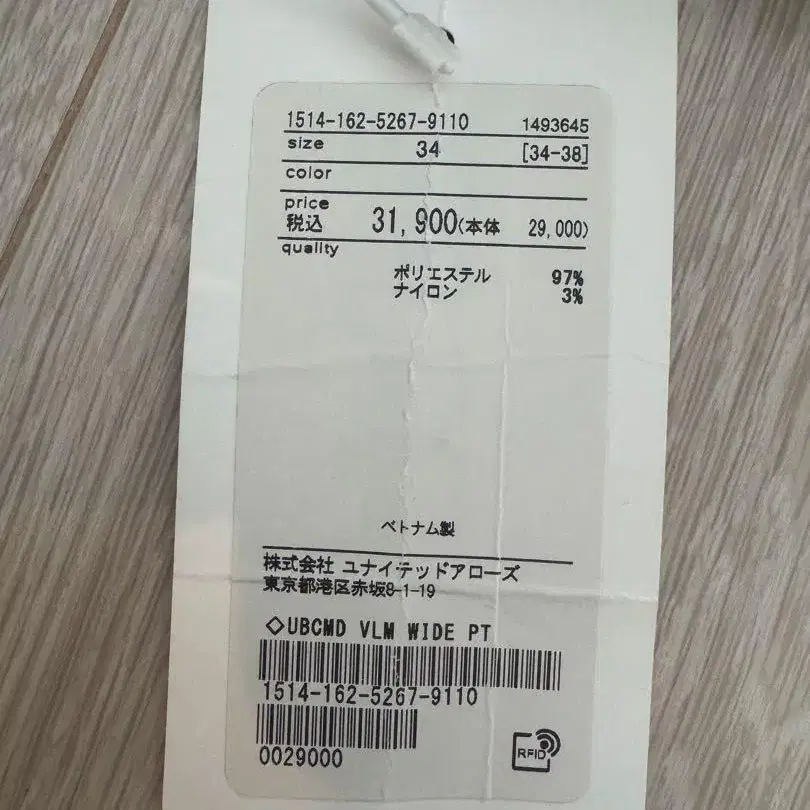 1514-162-5267-9110 1493645
size 34 [34-38]
color
price
税込 31,900(本体 29,000)
quality
ポリエステル 97%
ナイロン 3%
ベトナム製
株式会社 ユナイテッドアローズ
東京都港区赤坂8-1-19
◇UBCMD VLM WIDE PT
1514-162-5267-9110
0029000
RFID